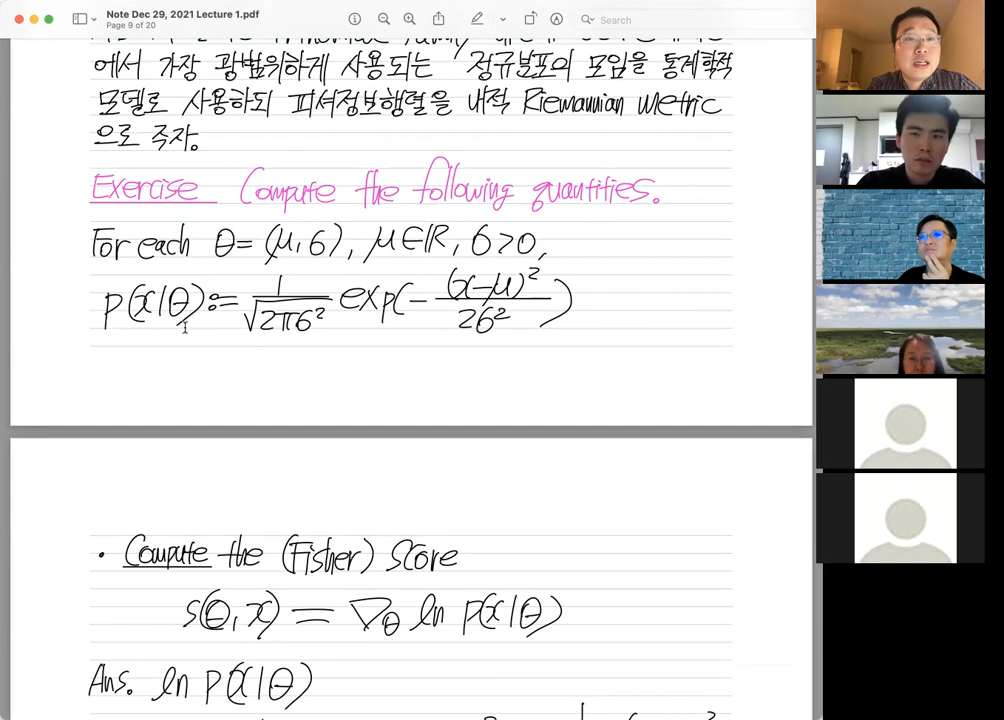 Note Dec 29, 2021 Lecture 1.pdf
Page 9 of 20
Search
에서 가장 광범위하게 사용되는 정규분포의 모임을 통계학적
모델로 사용하되 피셔정보행렬을 내적 Riemannian metric
으로 주자.
Exercise Compute the following quantities.
For each θ=(μ,σ), μ∈ℝ, σ>0,
p(x|θ):= 1/√2πσ² exp(-(x-μ)²/2σ²)
• Compute the (Fisher) Score
s(θ,x) = ∇θ ln p(x|θ)
Ans. ln p(x|θ)